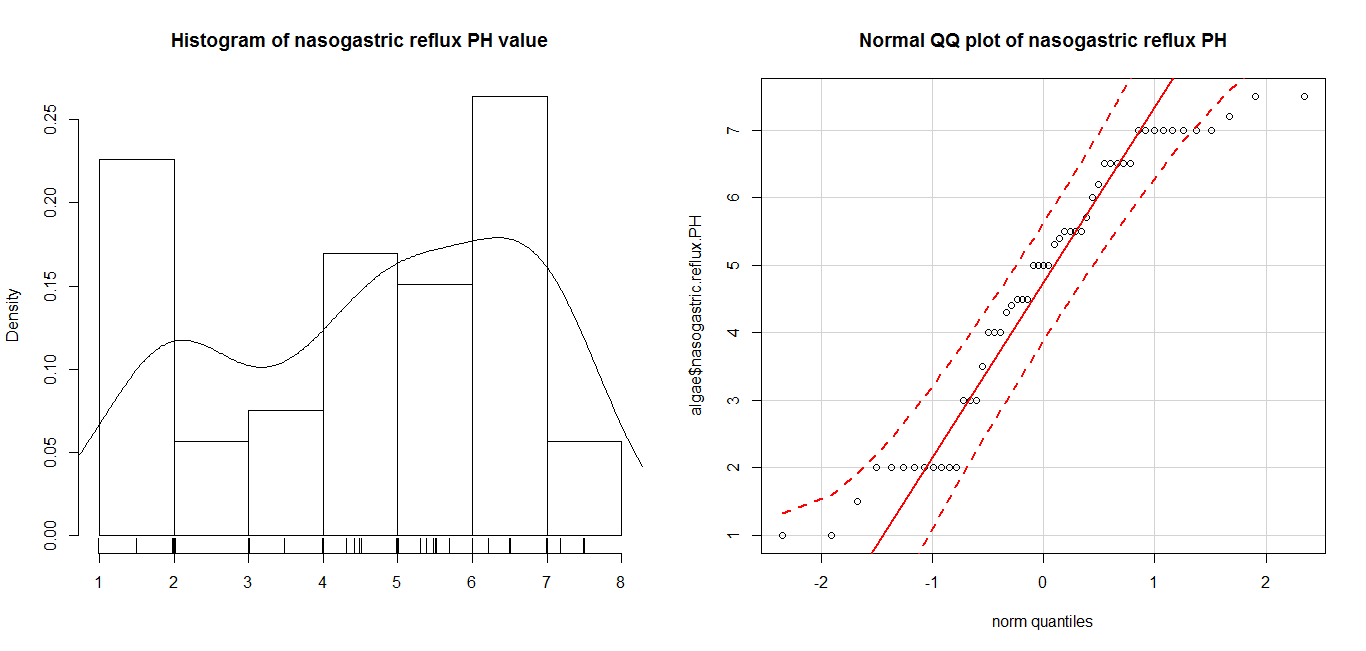 Histogram of nasogastric reflux PH value
Density
0.00 0.05 0.10 0.15 0.20 0.25
1 2 3 4 5 6 7 8
Normal QQ plot of nasogastric reflux PH
algae$nasogastric.reflux.PH
1 2 3 4 5 6 7
-2 -1 0 1 2
norm quantiles